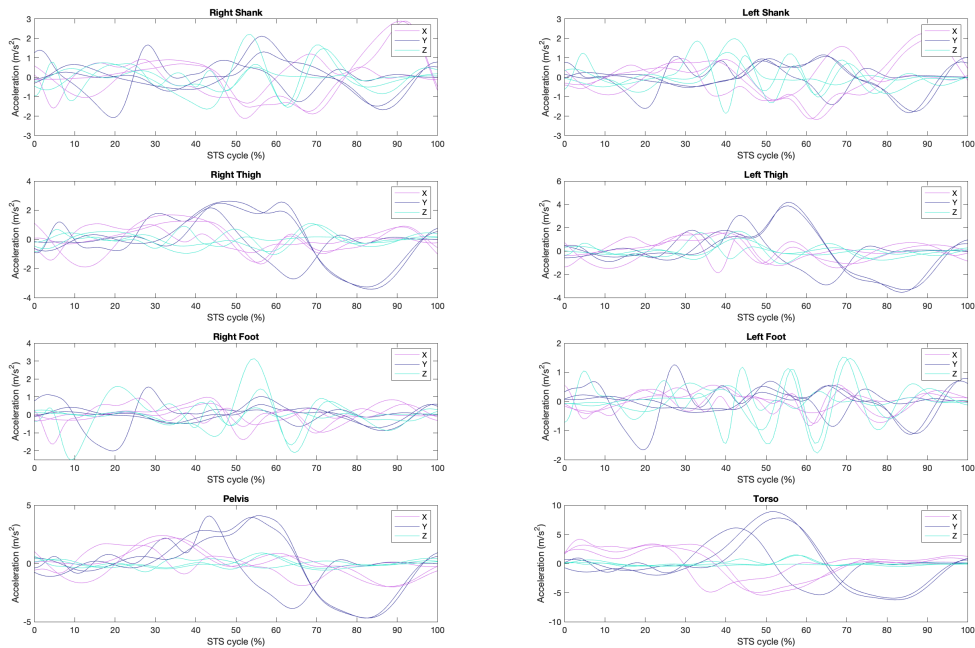 Right Shank
Acceleration (m/s²)
3
2
1
0
-1
-2
-3
0 10 20 30 40 50 60 70 80 90 100
STS cycle (%)
X
Y
Z
Left Shank
Acceleration (m/s²)
3
2
1
0
-1
-2
-3
0 10 20 30 40 50 60 70 80 90 100
STS cycle (%)
X
Y
Z
Right Thigh
Acceleration (m/s²)
4
2
0
-2
-4
0 10 20 30 40 50 60 70 80 90 100
STS cycle (%)
X
Y
Z
Left Thigh
Acceleration (m/s²)
6
4
2
0
-2
-4
0 10 20 30 40 50 60 70 80 90 100
STS cycle (%)
X
Y
Z
Right Foot
Acceleration (m/s²)
4
3
2
1
0
-1
-2
0 10 20 30 40 50 60 70 80 90 100
STS cycle (%)
X
Y
Z
Left Foot
Acceleration (m/s²)
2
1
0
-1
-2
0 10 20 30 40 50 60 70 80 90 100
STS cycle (%)
X
Y
Z
Pelvis
Acceleration (m/s²)
5
0
-5
0 10 20 30 40 50 60 70 80 90 100
STS cycle (%)
X
Y
Z
Torso
Acceleration (m/s²)
10
5
0
-5
-10
0 10 20 30 40 50 60 70 80 90 100
STS cycle (%)
X
Y
Z